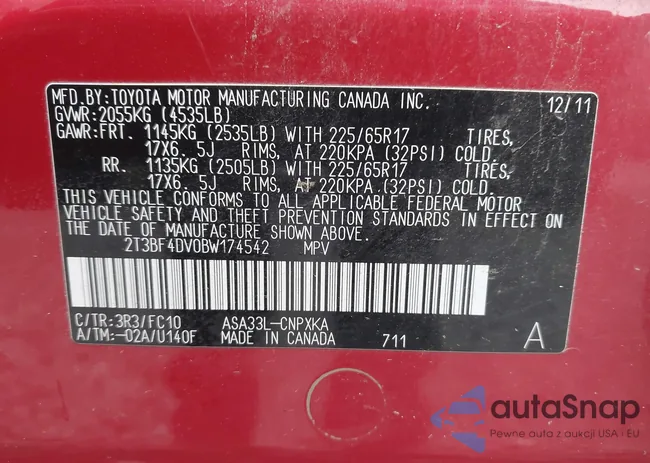 MFD.BY:TOYOTA MOTOR MANUFACTURING CANADA INC. 12/11
GVWR:2055KG (4535LB)
GAWR:FRT. 1145KG (2535LB) WITH 225/65R17 TIRES,
17X6.5J RIMS, AT 220KPA (32PSI) COLD.
RR. 1135KG (2505LB) WITH 225/65R17 TIRES,
17X6.5J RIMS, AT 220KPA (32PSI) COLD.
THIS VEHICLE CONFORMS TO ALL APPLICABLE FEDERAL MOTOR
VEHICLE SAFETY AND THEFT PREVENTION STANDARDS IN EFFECT ON
THE DATE OF MANUFACTURE SHOWN ABOVE.
2T3BF4DV0BW174542 MPV
C/TR:3R3/FC10 ASA33L-CNPXKA
A/TM:-02A/U140F MADE IN CANADA 711 A
autaSnap
Pewne auta z aukcji USA i EU